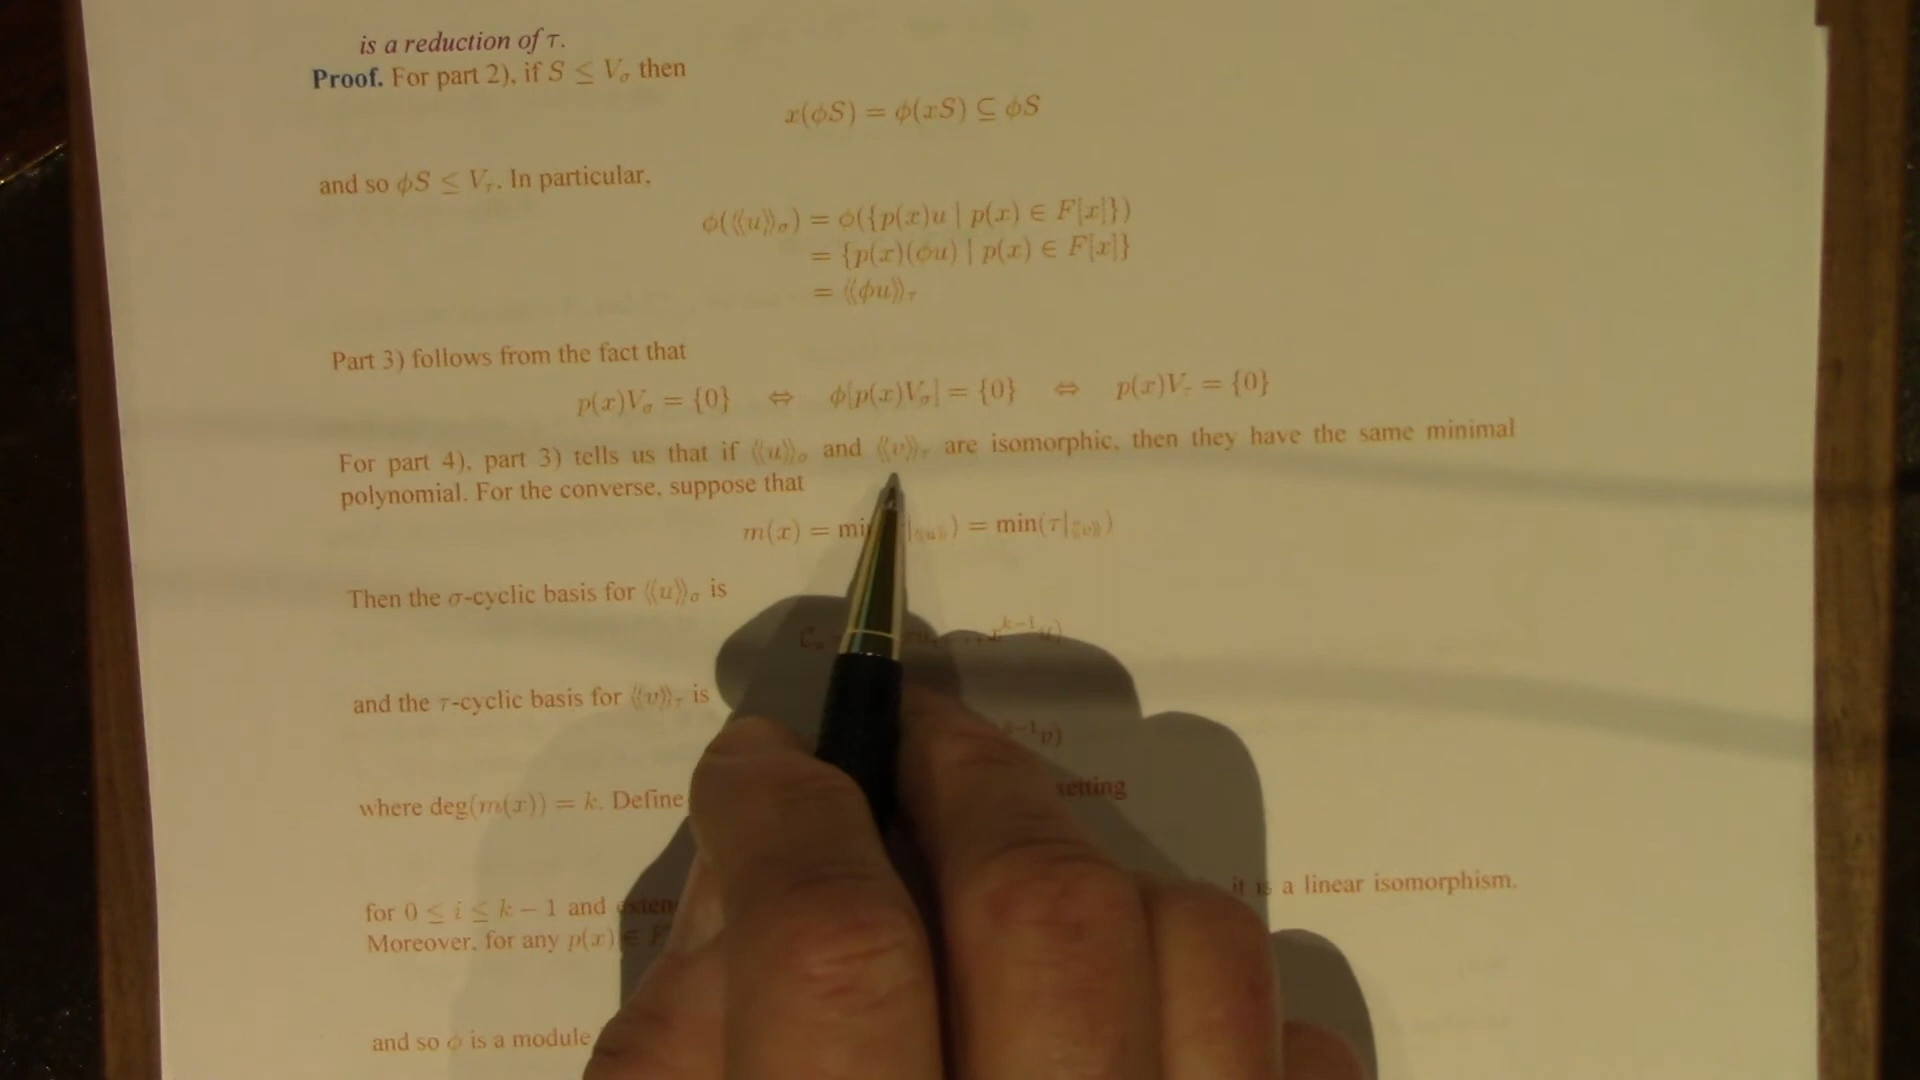 is a reduction of τ.
Proof. For part 2), if S ≤ V_σ then
x(ϕS) = ϕ(xS) ⊆ ϕS
and so ϕS ≤ V_τ. In particular,
ϕ(⟨⟨u⟩⟩_σ) = ϕ({p(x)u | p(x) ∈ F[x]})
= {p(x)(ϕu) | p(x) ∈ F[x]}
= ⟨⟨ϕu⟩⟩_τ
Part 3) follows from the fact that
p(x)V_σ = {0} ⇔ ϕ[p(x)V_σ] = {0} ⇔ p(x)V_τ = {0}
For part 4), part 3) tells us that if ⟨⟨u⟩⟩_σ and ⟨⟨v⟩⟩_τ are isomorphic, then they have the same minimal
polynomial. For the converse, suppose that
m(x) = mi |_⟨⟨u⟩⟩) = min(τ|_⟨⟨v⟩⟩)
Then the σ-cyclic basis for ⟨⟨u⟩⟩_σ is
x^{k-1}u)
and the τ-cyclic basis for ⟨⟨v⟩⟩_τ is
^{-1}v)
where deg(m(x)) = k. Define setting
for 0 ≤ i ≤ k − 1 and exten it is a linear isomorphism.
Moreover, for any p(x) ∈ F
and so ϕ is a module